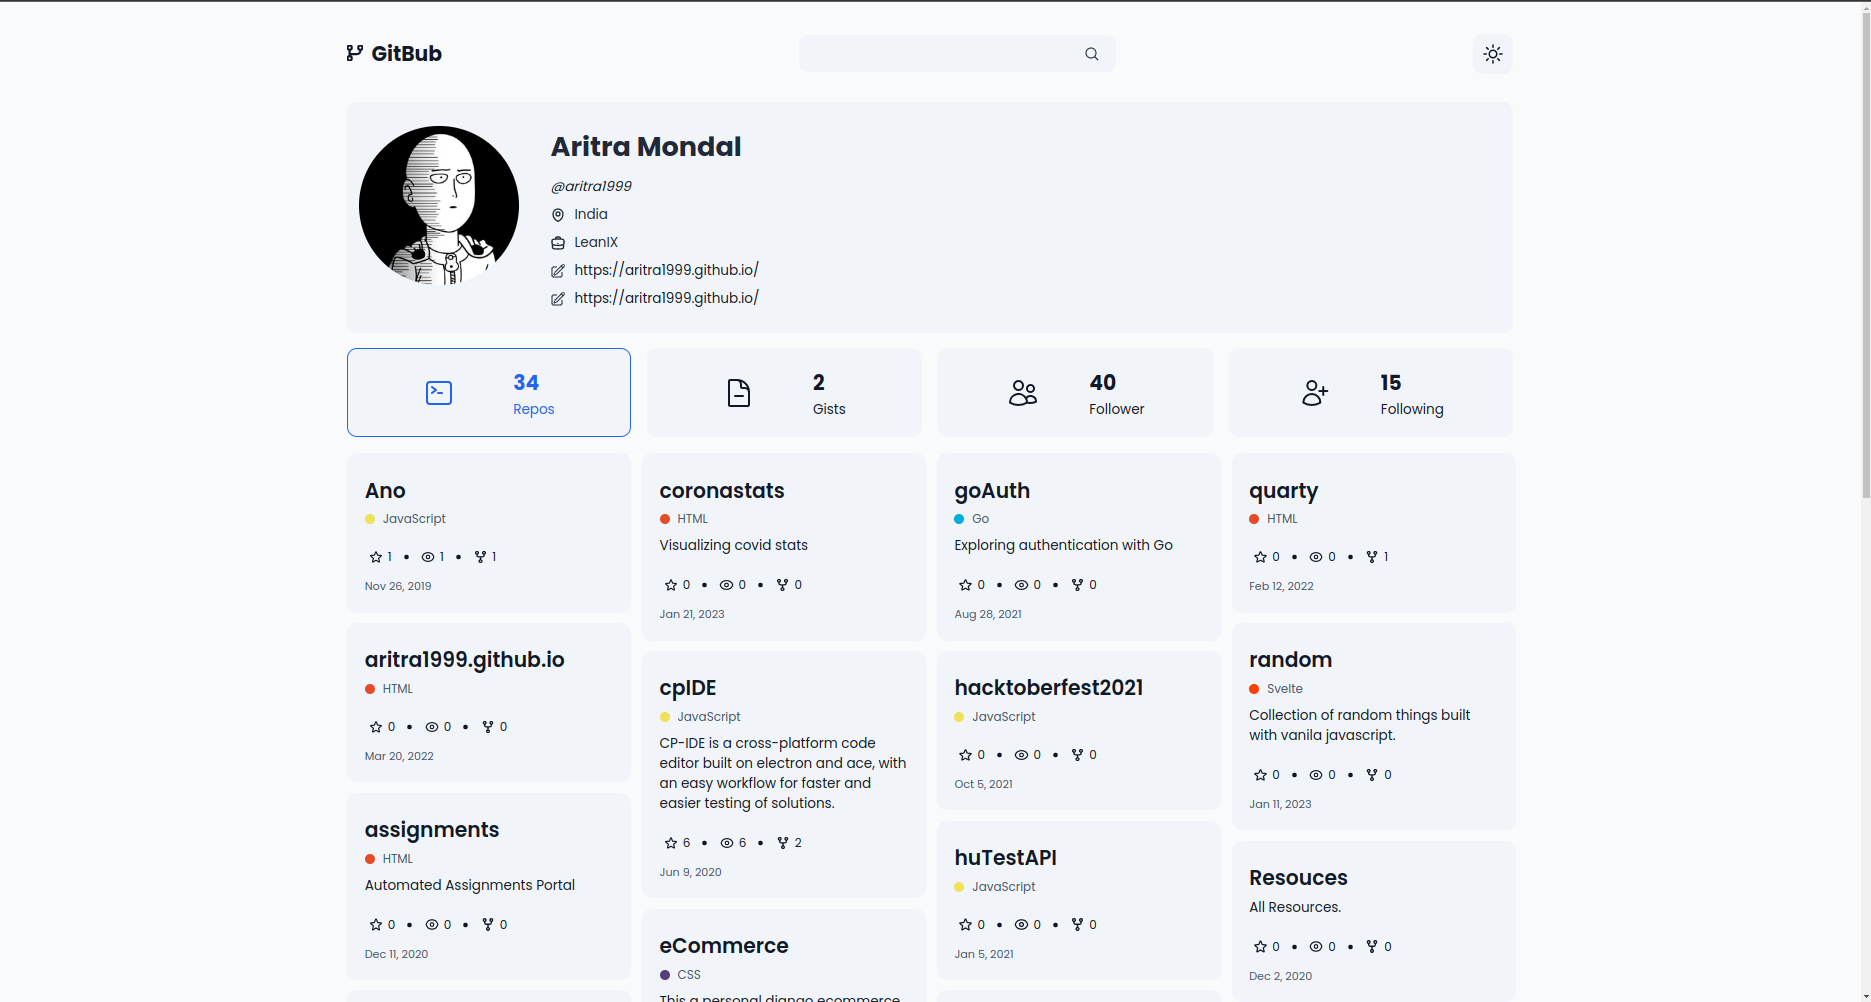 GitBub
Aritra Mondal
@aritra1999
India
LeanIX
https://aritra1999.github.io/
https://aritra1999.github.io/
34
Repos
2
Gists
40
Follower
15
Following
Ano
JavaScript
1 • 1 • 1
Nov 26, 2019
aritra1999.github.io
HTML
0 • 0 • 0
Mar 20, 2022
assignments
HTML
Automated Assignments Portal
0 • 0 • 0
Dec 11, 2020
coronastats
HTML
Visualizing covid stats
0 • 0 • 0
Jan 21, 2023
cpIDE
JavaScript
CP-IDE is a cross-platform code
editor built on electron and ace, with
an easy workflow for faster and
easier testing of solutions.
6 • 6 • 2
Jun 9, 2020
eCommerce
CSS
This a personal django ecommerce
goAuth
Go
Exploring authentication with Go
0 • 0 • 0
Aug 28, 2021
hacktoberfest2021
JavaScript
0 • 0 • 0
Oct 5, 2021
huTestAPI
JavaScript
0 • 0 • 0
Jan 5, 2021
quarty
HTML
0 • 0 • 1
Feb 12, 2022
random
Svelte
Collection of random things built
with vanila javascript.
0 • 0 • 0
Jan 11, 2023
Resouces
All Resources.
0 • 0 • 0
Dec 2, 2020